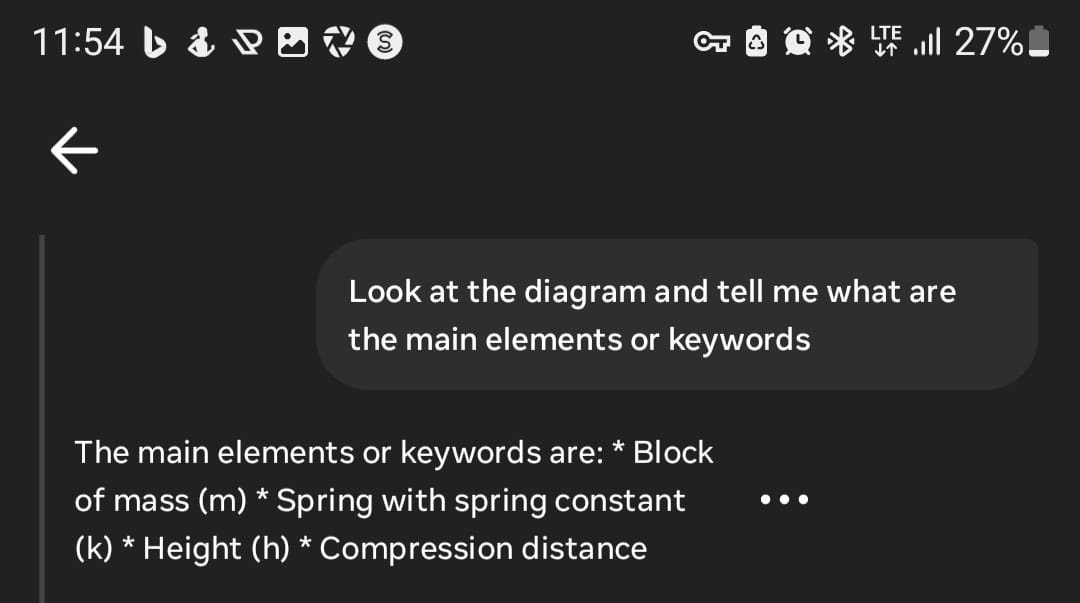 11:54
LTE
27%
Look at the diagram and tell me what are
the main elements or keywords
The main elements or keywords are: * Block
of mass (m) * Spring with spring constant
(k) * Height (h) * Compression distance